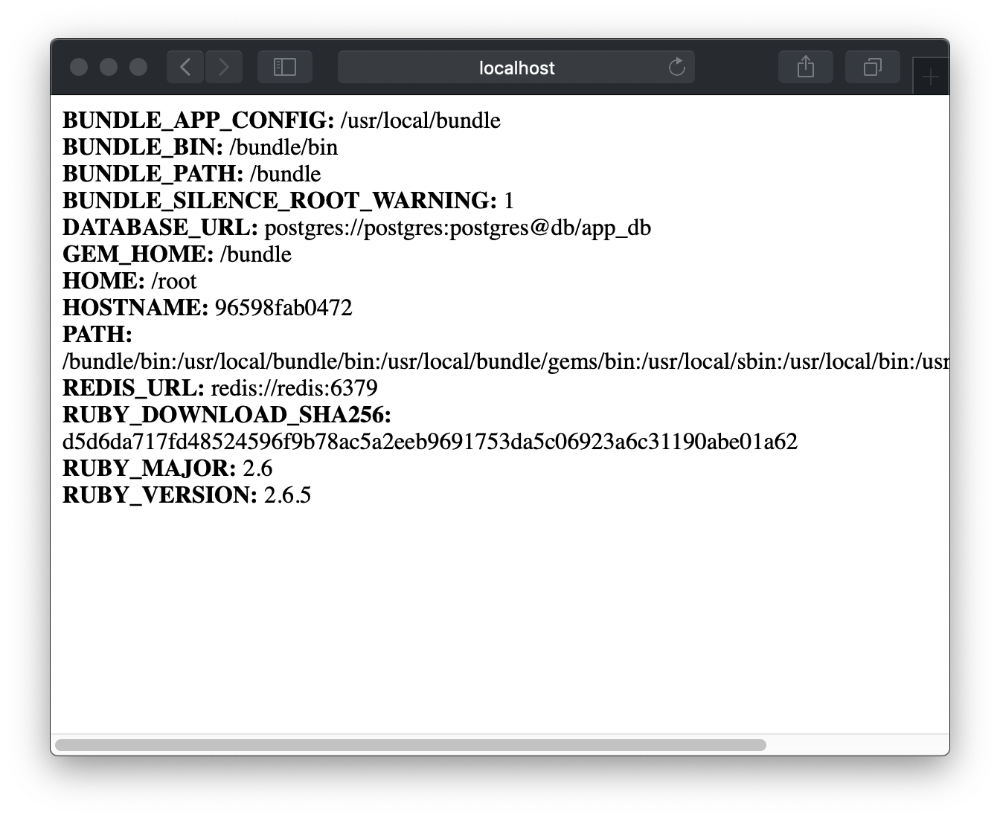 localhost
BUNDLE_APP_CONFIG: /usr/local/bundle
BUNDLE_BIN: /bundle/bin
BUNDLE_PATH: /bundle
BUNDLE_SILENCE_ROOT_WARNING: 1
DATABASE_URL: postgres://postgres:postgres@db/app_db
GEM_HOME: /bundle
HOME: /root
HOSTNAME: 96598fab0472
PATH:
/bundle/bin:/usr/local/bundle/bin:/usr/local/bundle/gems/bin:/usr/local/sbin:/usr/local/bin:/usr
REDIS_URL: redis://redis:6379
RUBY_DOWNLOAD_SHA256:
d5d6da717fd48524596f9b78ac5a2eeb9691753da5c06923a6c31190abe01a62
RUBY_MAJOR: 2.6
RUBY_VERSION: 2.6.5